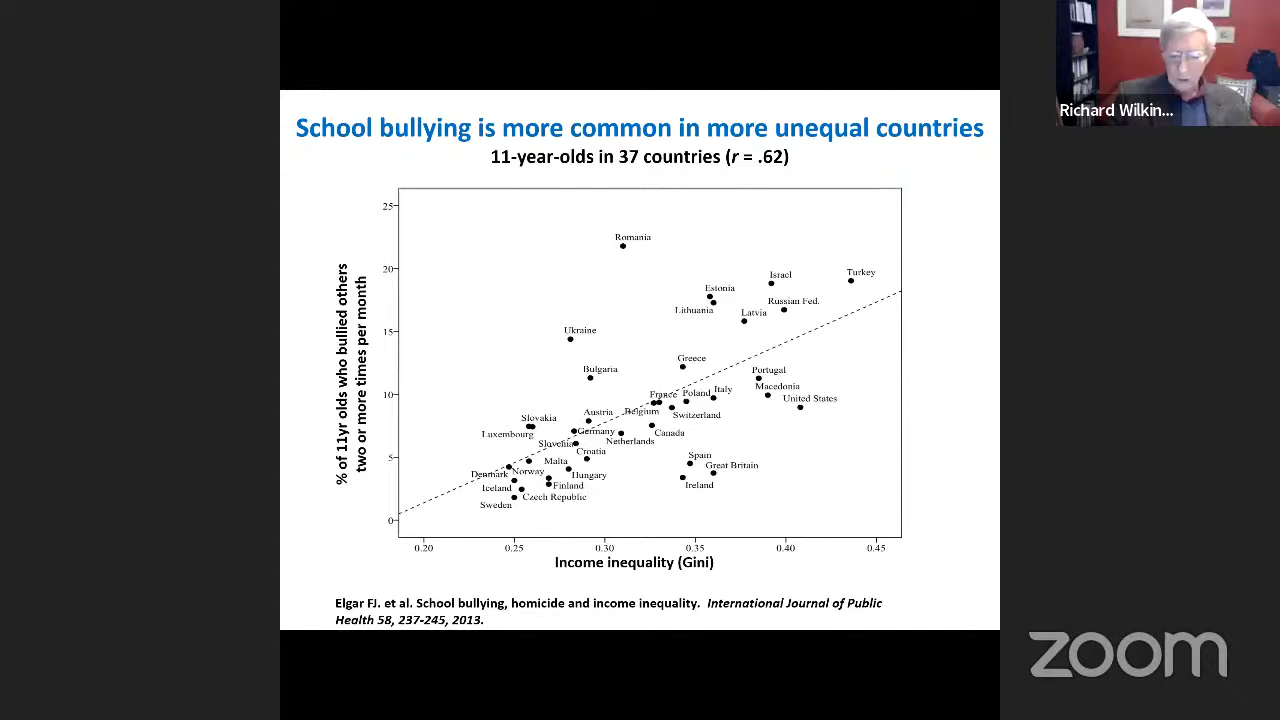 School bullying is more common in more unequal countries
11-year-olds in 37 countries (r = .62)
Richard Wilkin...
% of 11yr olds who bullied others
two or more times per month
25
20
15
10
5
0
Romania
Israel
Turkey
Estonia
Lithuania
Russian Fed.
Latvia
Ukraine
Greece
Bulgaria
Portugal
Macedonia
United States
France
Poland
Italy
Belgium
Switzerland
Slovakia
Austria
Luxembourg
Germany
Canada
Slovenia
Netherlands
Croatia
Spain
Malta
Great Britain
Denmark
Norway
Hungary
Ireland
Iceland
Finland
Czech Republic
Sweden
0.20
0.25
0.30
0.35
0.40
0.45
Income inequality (Gini)
Elgar FJ. et al. School bullying, homicide and income inequality. International Journal of Public
Health 58, 237-245, 2013.
zoom